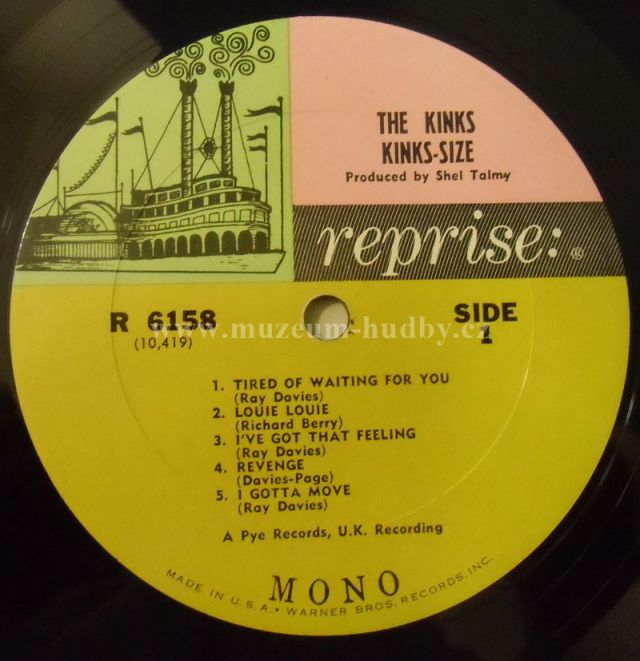 THE KINKS
KINKS-SIZE
Produced by Shel Talmy
reprise:®
R 6158
(10,419)
SIDE
1
www.muzeum-hudby.cz
1. TIRED OF WAITING FOR YOU
(Ray Davies)
2. LOUIE LOUIE
(Richard Berry)
3. I'VE GOT THAT FEELING
(Ray Davies)
4. REVENGE
(Davies-Page)
5. I GOTTA MOVE
(Ray Davies)
A Pye Records, U.K. Recording
MONO
MADE IN U.S.A. • WARNER BROS. RECORDS, INC.